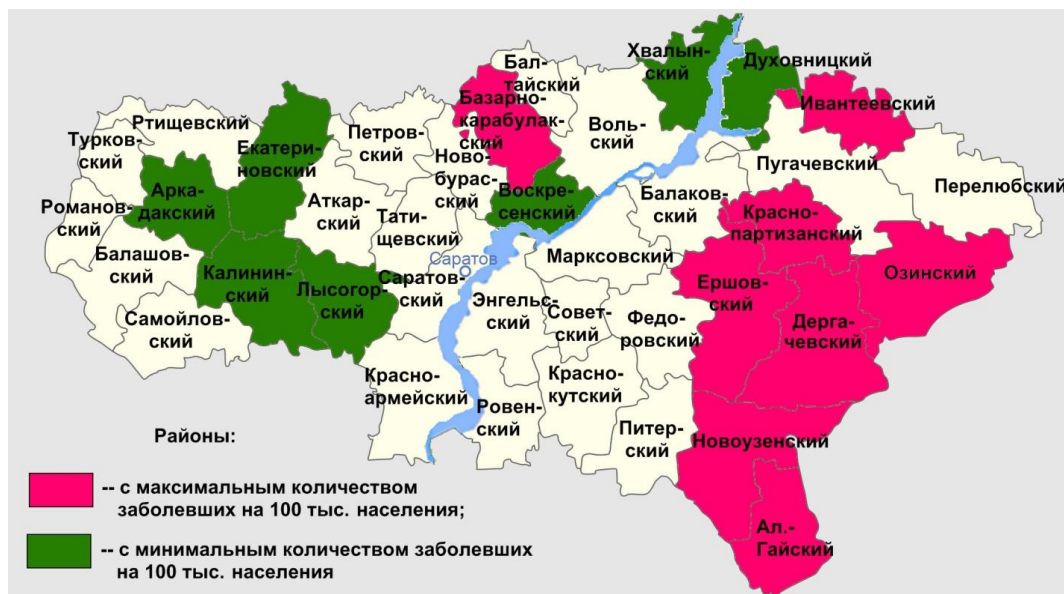 Хвалын-
ский
Духовницкий
Бал-
тайский
Базарно-
карабулак-
ский
Ивантеевский
Ртищевский
Турков-
ский
Екатери-
новский
Петров-
ский
Воль-
ский
Ново-
бурас-
ский
Пугачевский
Перелюбский
Арка-
дакский
Воскре-
сенский
Балаков-
ский
Романов-
ский
Аткар-
ский
Тати-
щевский
Красно-
партизанский
Балашов-
ский
Марксовский
Озинский
Саратов
Калинин-
ский
Лысогор-
ский
Саратов-
ский
Ершов-
ский
Энгельс-
ский
Совет-
ский
Федо-
ровский
Дерга-
чевский
Самойлов-
ский
Красно-
армейский
Красно-
кутский
Ровен-
ский
Питер-
ский
Новоузенский
Ал.-
Гайский
Районы:
-- с максимальным количеством
заболевших на 100 тыс. населения;
-- с минимальным количеством заболевших
на 100 тыс. населения